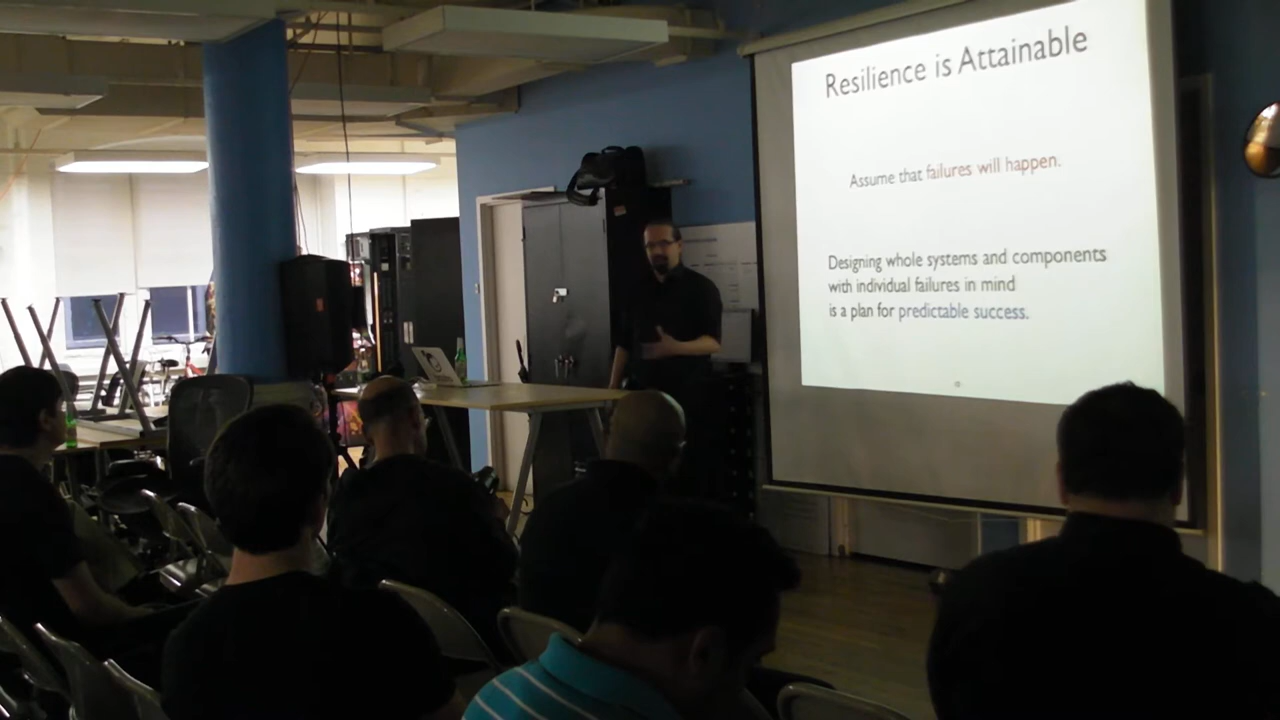 Resilience is Attainable
Assume that failures will happen.
Designing whole systems and components
with individual failures in mind
is a plan for predictable success.